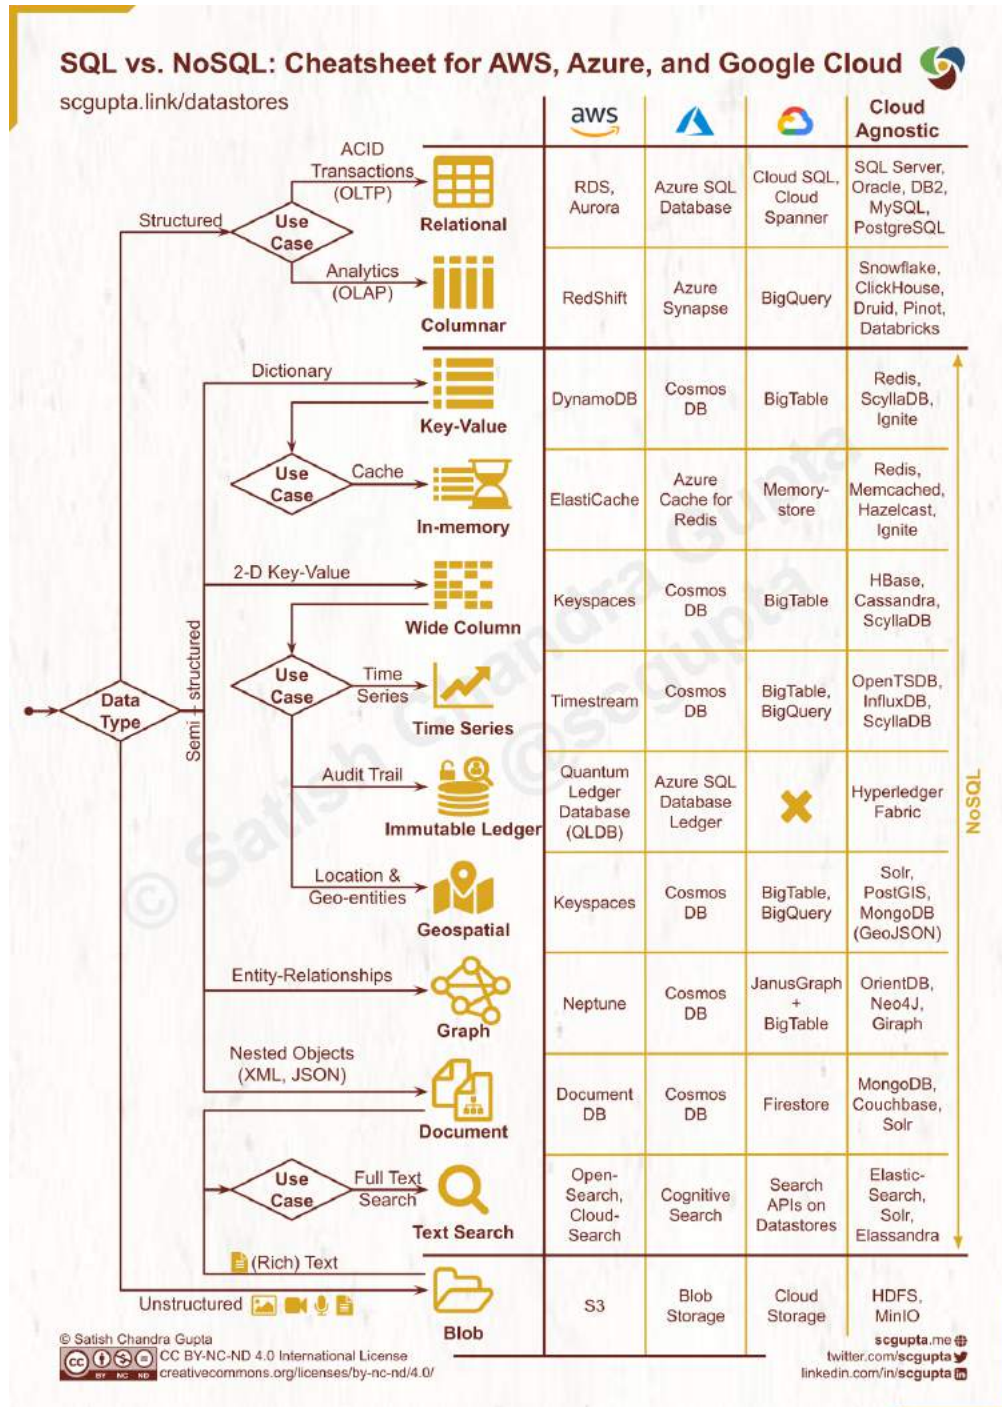 SQL vs. NoSQL: Cheatsheet for AWS, Azure, and Google Cloud
scgupta.link/datastores
aws
Cloud
Agnostic
ACID
Transactions
(OLTP)
Structured
Use
Case
Relational
RDS,
Aurora
Azure SQL
Database
Cloud SQL,
Cloud
Spanner
SQL Server,
Oracle, DB2,
MySQL,
PostgreSQL
Analytics
(OLAP)
Columnar
RedShift
Azure
Synapse
BigQuery
Snowflake,
ClickHouse,
Druid, Pinot,
Databricks
Dictionary
Key-Value
DynamoDB
Cosmos
DB
BigTable
Redis,
ScyllaDB,
Ignite
Use
Case
Cache
In-memory
ElastiCache
Azure
Cache for
Redis
Memory-
store
Redis,
Memcached,
Hazelcast,
Ignite
2-D Key-Value
Wide Column
Keyspaces
Cosmos
DB
BigTable
HBase,
Cassandra,
ScyllaDB
Data
Type
Semi - structured
Use
Case
Time
Series
Time Series
Timestream
Cosmos
DB
BigTable,
BigQuery
OpenTSDB,
InfluxDB,
ScyllaDB
Audit Trail
Immutable Ledger
Quantum
Ledger
Database
(QLDB)
Azure SQL
Database
Ledger
Hyperledger
Fabric
NoSQL
Location &
Geo-entities
Geospatial
Keyspaces
Cosmos
DB
BigTable,
BigQuery
Solr,
PostGIS,
MongoDB
(GeoJSON)
Entity-Relationships
Graph
Neptune
Cosmos
DB
JanusGraph
+
BigTable
OrientDB,
Neo4J,
Giraph
Nested Objects
(XML, JSON)
Document
Document
DB
Cosmos
DB
Firestore
MongoDB,
Couchbase,
Solr
Use
Case
Full Text
Search
Text Search
Open-
Search,
Cloud-
Search
Cognitive
Search
Search
APIs on
Datastores
Elastic-
Search,
Solr,
Elassandra
(Rich) Text
Unstructured
Blob
S3
Blob
Storage
Cloud
Storage
HDFS,
MinIO
© Satish Chandra Gupta
@scgupta
© Satish Chandra Gupta
cc BY NC ND
CC BY-NC-ND 4.0 International License
creativecommons.org/licenses/by-nc-nd/4.0/
scgupta.me
twitter.com/scgupta
linkedin.com/in/scgupta